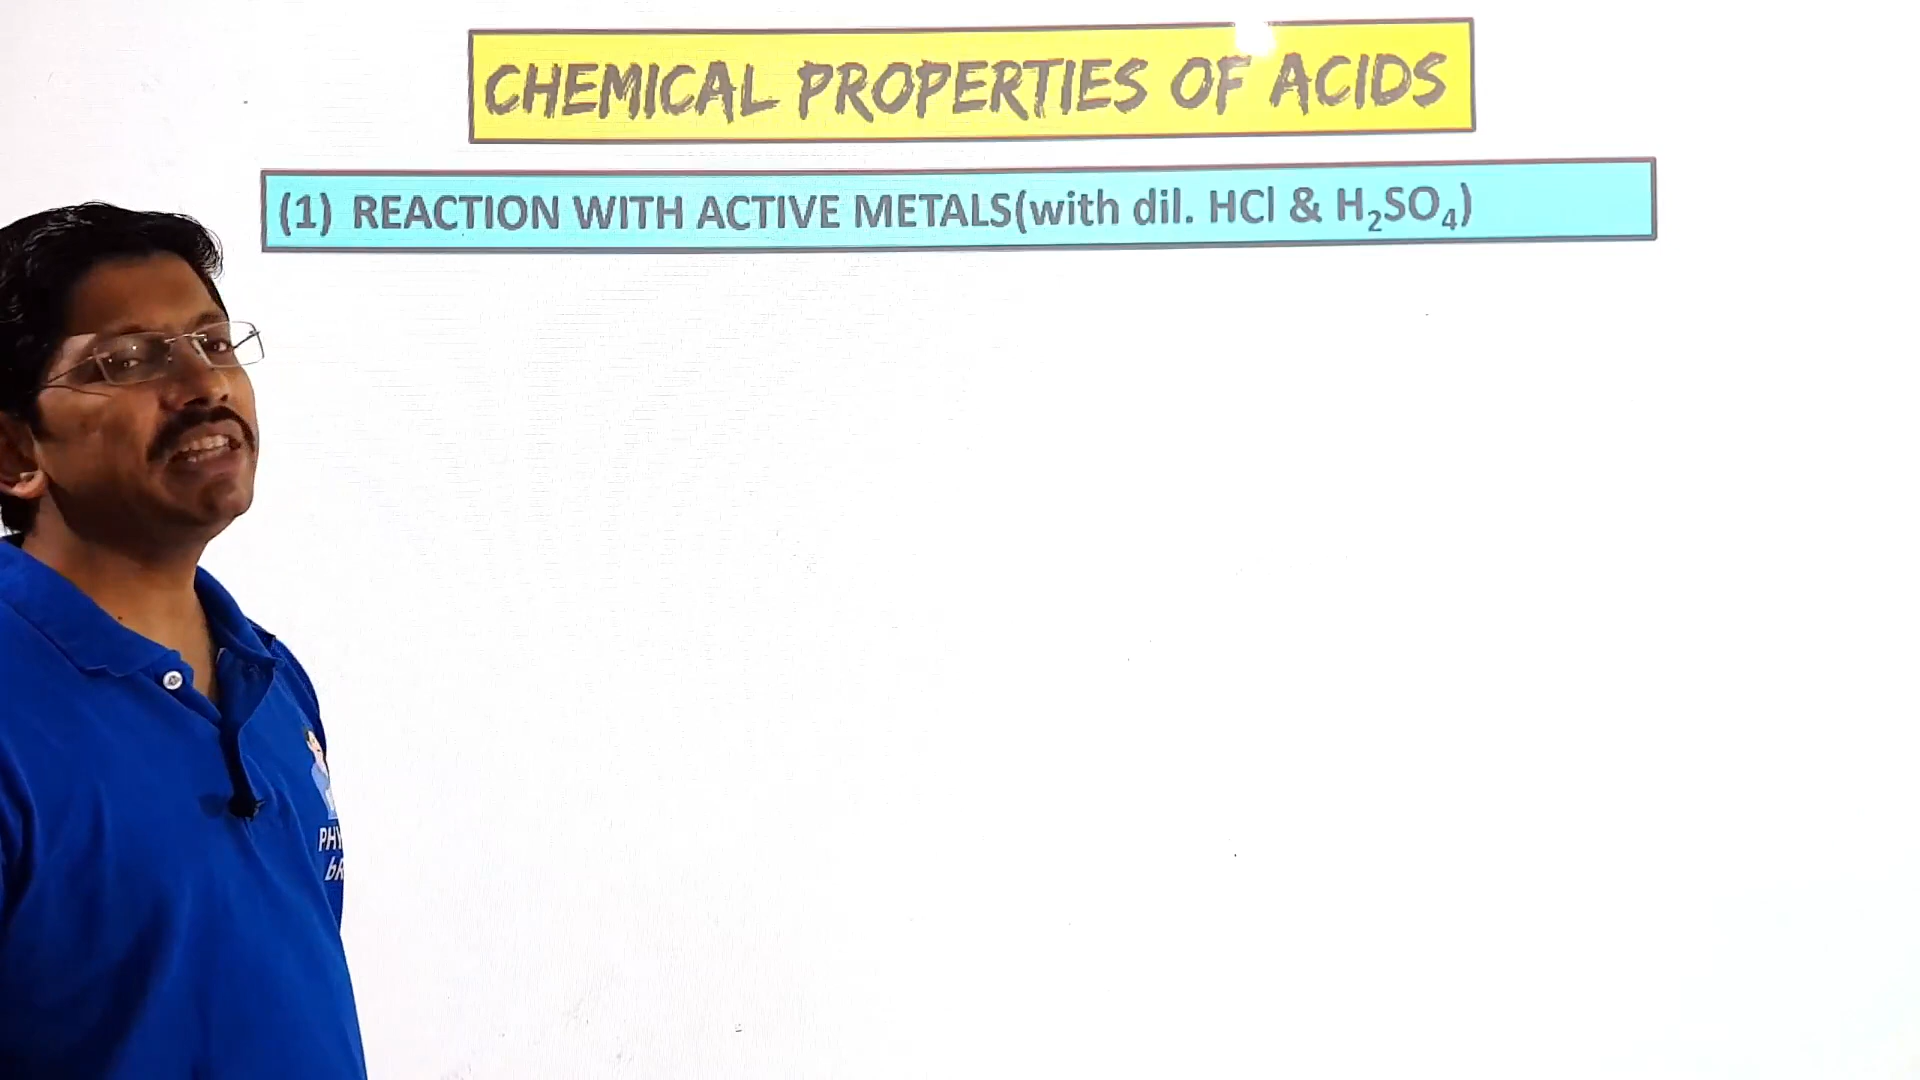 CHEMICAL PROPERTIES OF ACIDS
(1) REACTION WITH ACTIVE METALS(with dil. HCl & H₂SO₄)